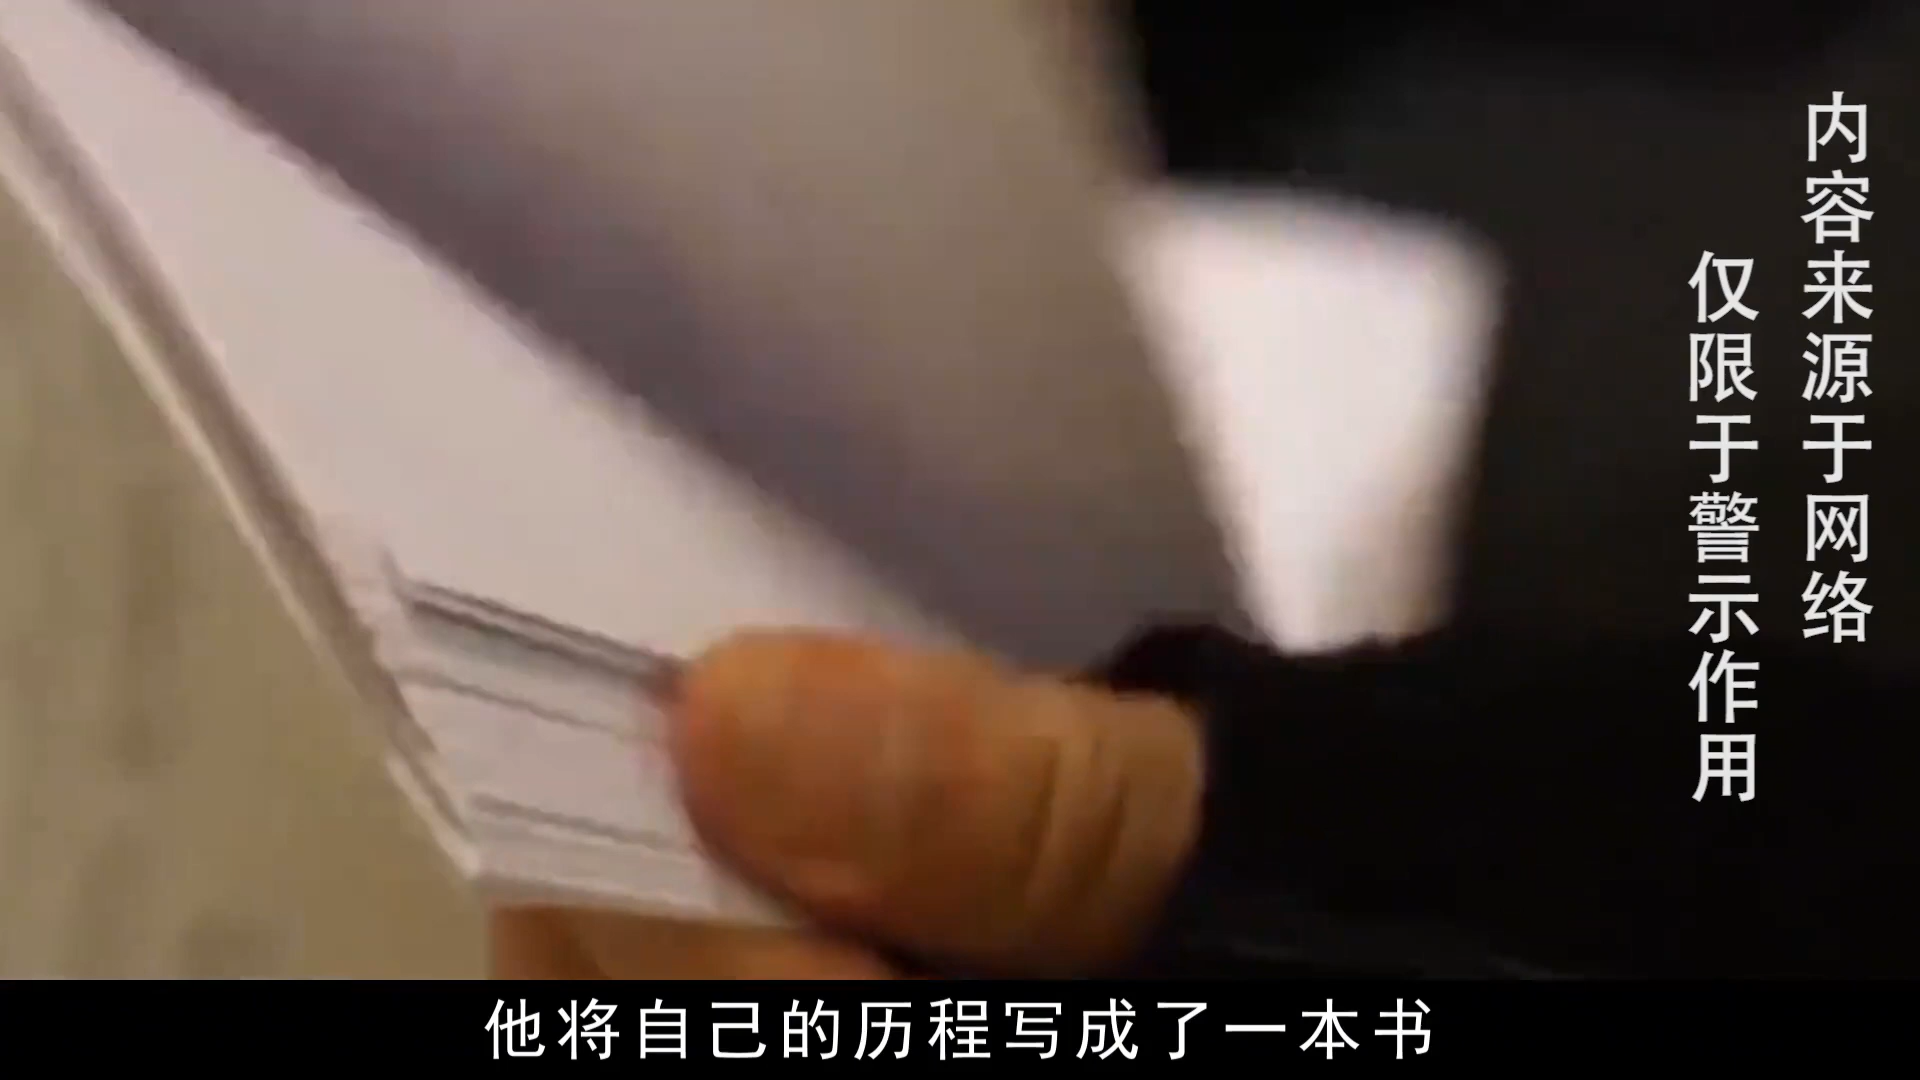 内容来源于网络
仅限于警示作用
他将自己的历程写成了一本书